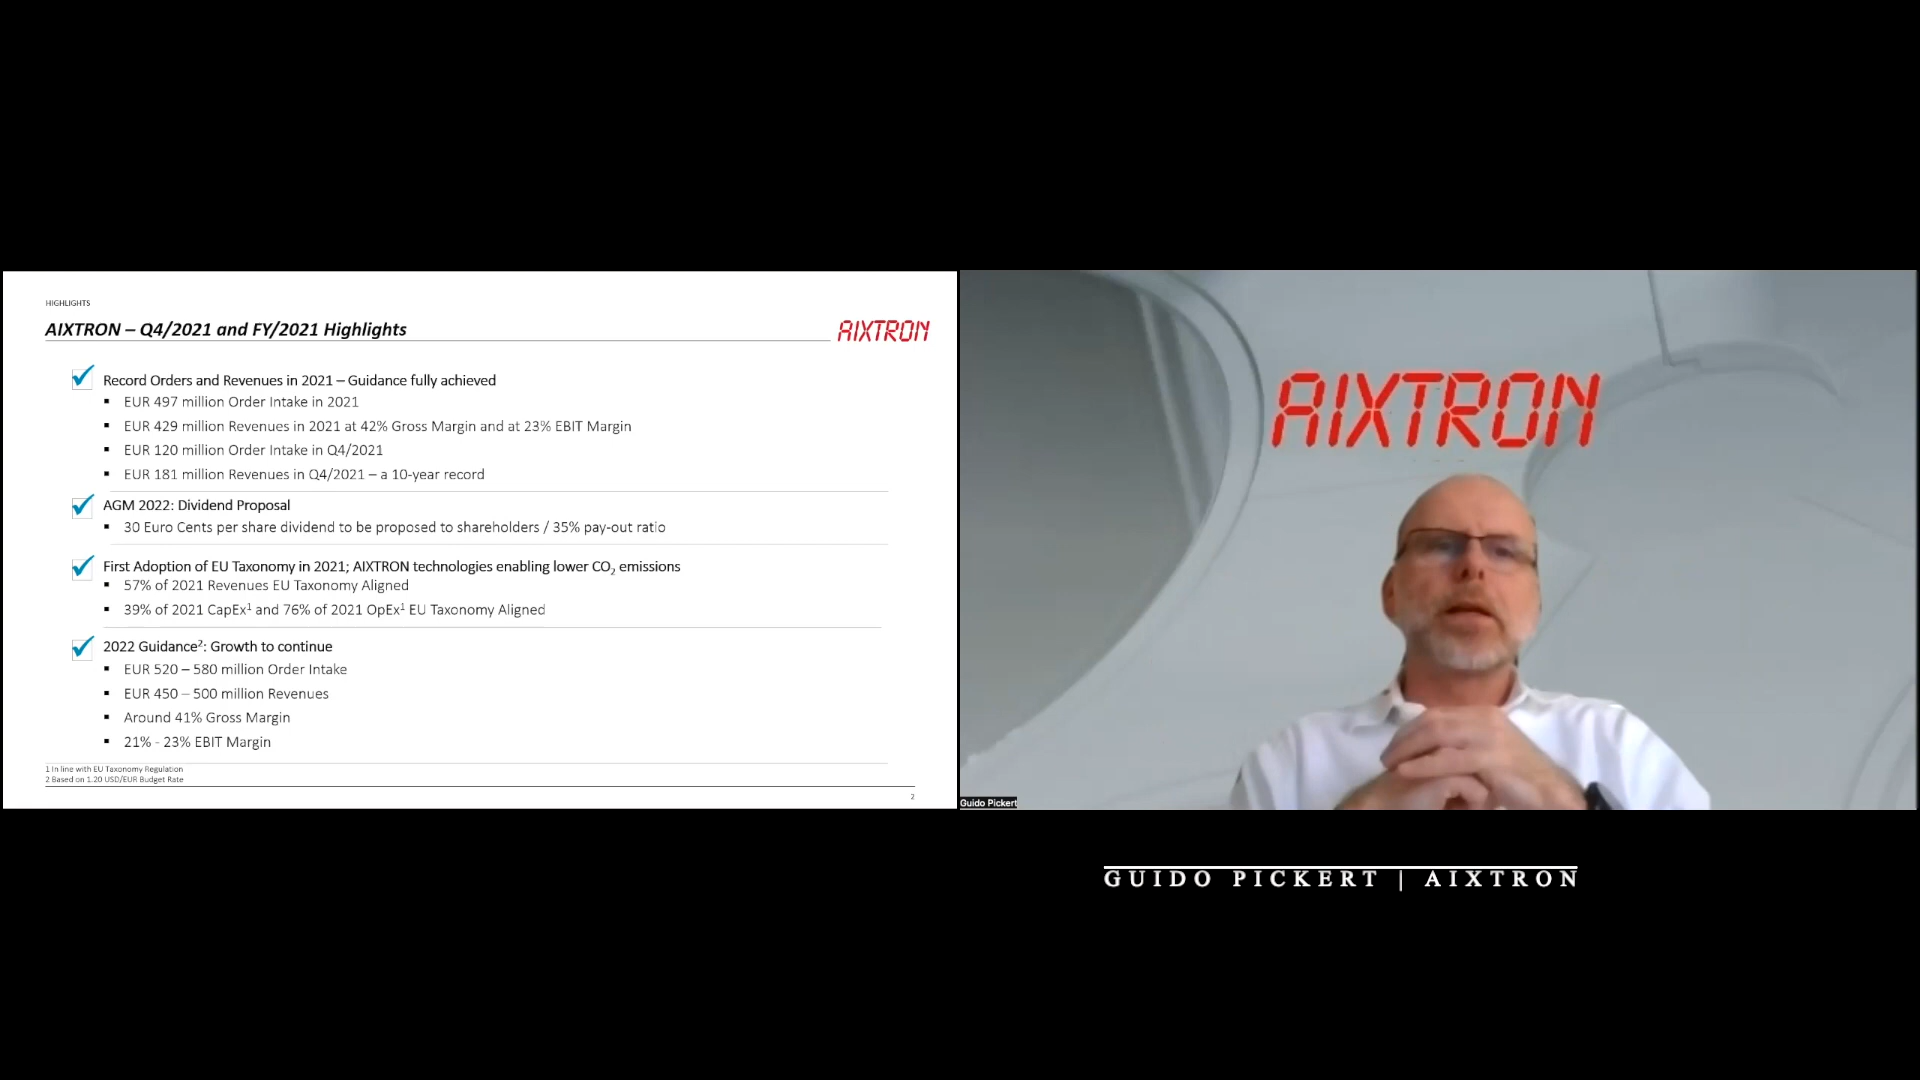 HIGHLIGHTS
AIXTRON – Q4/2021 and FY/2021 Highlights
AIXTRON
Record Orders and Revenues in 2021 – Guidance fully achieved
▪ EUR 497 million Order Intake in 2021
▪ EUR 429 million Revenues in 2021 at 42% Gross Margin and at 23% EBIT Margin
▪ EUR 120 million Order Intake in Q4/2021
▪ EUR 181 million Revenues in Q4/2021 – a 10-year record
AGM 2022: Dividend Proposal
▪ 30 Euro Cents per share dividend to be proposed to shareholders / 35% pay-out ratio
First Adoption of EU Taxonomy in 2021; AIXTRON technologies enabling lower CO₂ emissions
▪ 57% of 2021 Revenues EU Taxonomy Aligned
▪ 39% of 2021 CapEx¹ and 76% of 2021 OpEx¹ EU Taxonomy Aligned
2022 Guidance²: Growth to continue
▪ EUR 520 – 580 million Order Intake
▪ EUR 450 – 500 million Revenues
▪ Around 41% Gross Margin
▪ 21% - 23% EBIT Margin
1 In line with EU Taxonomy Regulation
2 Based on 1.20 USD/EUR Budget Rate
2
AIXTRON
Guido Pickert
GUIDO PICKERT | AIXTRON